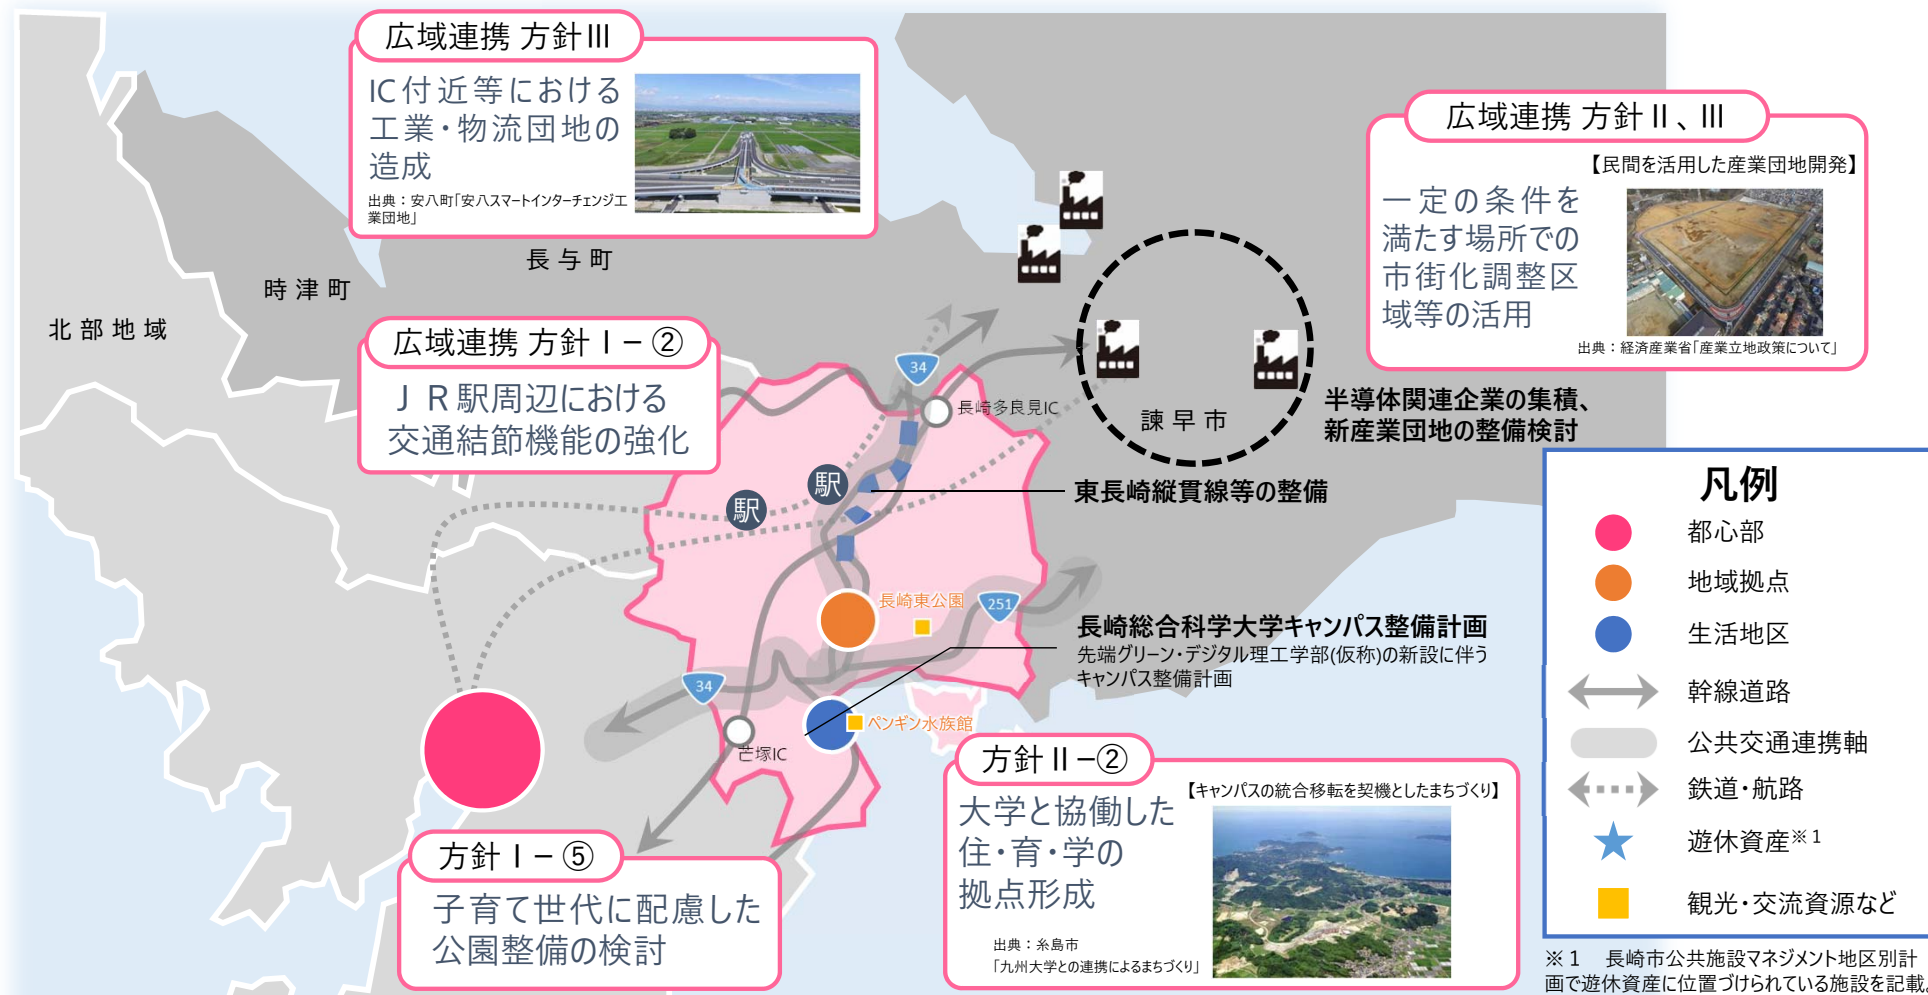 広域連携 方針Ⅲ
IC付近等における
工業・物流団地の
造成
出典：安八町「安八スマートインターチェンジエ
業団地」
広域連携 方針Ⅱ、Ⅲ
【民間を活用した産業団地開発】
一定の条件を
満たす場所での
市街化調整区
域等の活用
出典：経済産業省「産業立地政策について」
長与町
時津町
北部地域
広域連携 方針Ⅰ－②
ＪＲ駅周辺における
交通結節機能の強化
34
長崎多良見IC
諫早市
半導体関連企業の集積、
新産業団地の整備検討
駅
駅
東長崎縦貫線等の整備
長崎東公園
251
長崎総合科学大学キャンパス整備計画
先端グリーン・デジタル理工学部(仮称)の新設に伴う
キャンパス整備計画
34
ペンギン水族館
芒塚IC
方針Ⅰ－⑤
子育て世代に配慮した
公園整備の検討
方針Ⅱ－②
【キャンパスの統合移転を契機としたまちづくり】
大学と協働した
住・育・学の
拠点形成
出典：糸島市
「九州大学との連携によるまちづくり」
凡例
都心部
地域拠点
生活地区
幹線道路
公共交通連携軸
鉄道・航路
遊休資産※1
観光・交流資源など
※１　長崎市公共施設マネジメント地区別計
画で遊休資産に位置づけられている施設を記載。